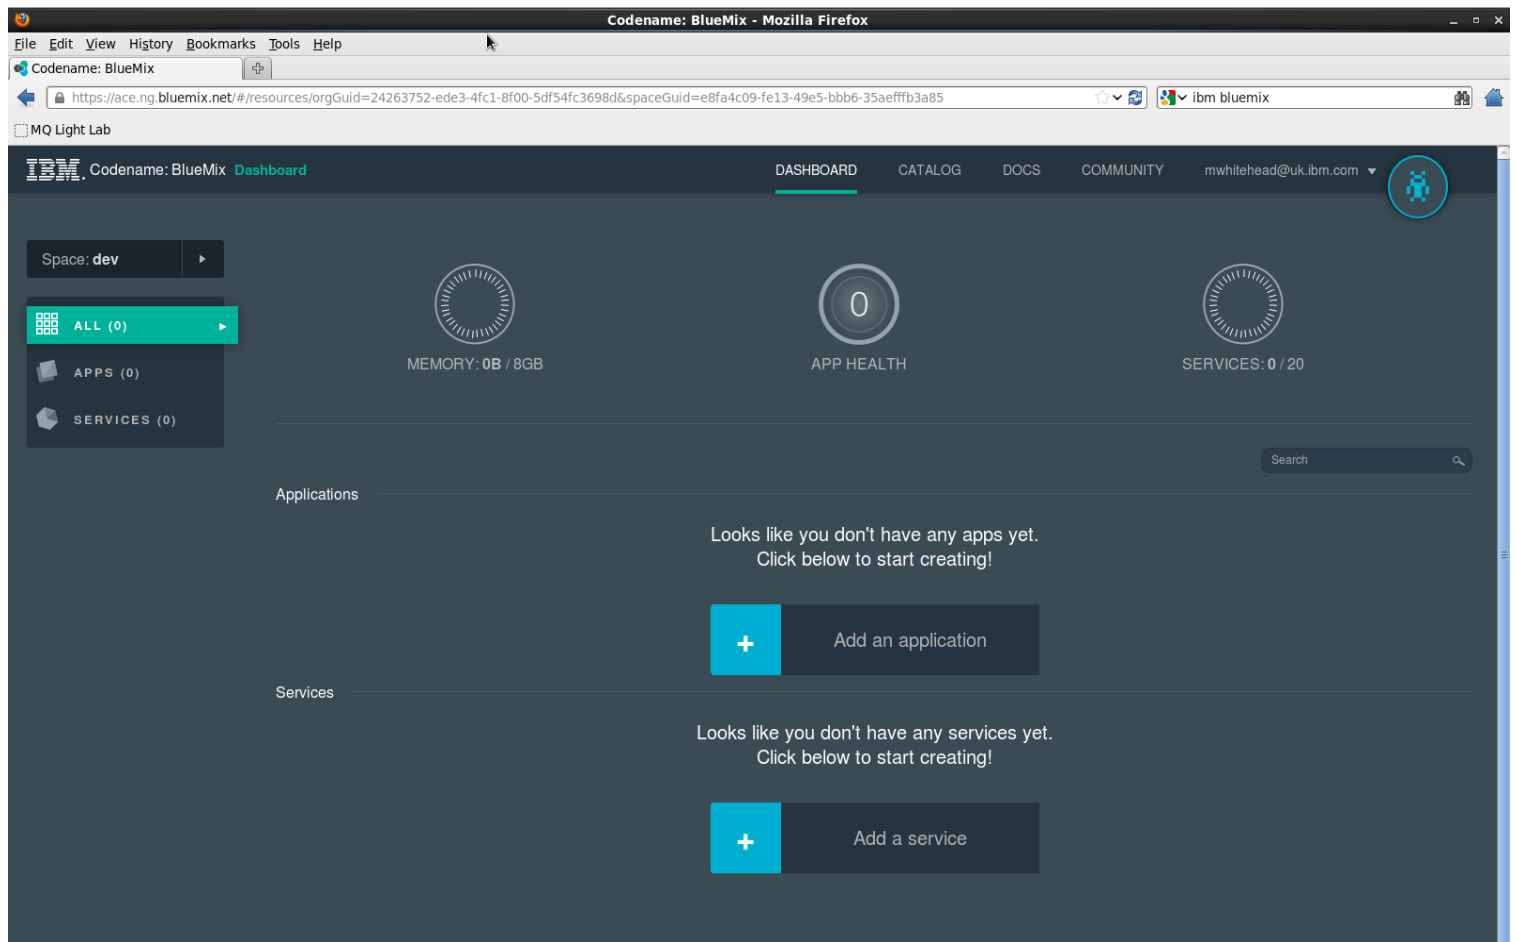 Codename: BlueMix - Mozilla Firefox
File Edit View History Bookmarks Tools Help
Codename: BlueMix
https://ace.ng.bluemix.net/#/resources/orgGuid=24263752-ede3-4fc1-8f00-5df54fc3698d&spaceGuid=e8fa4c09-fe13-49e5-bbb6-35aefffb3a85
ibm bluemix
MQ Light Lab
IBM. Codename: BlueMix Dashboard
DASHBOARD CATALOG DOCS COMMUNITY mwhitehead@uk.ibm.com
Space: dev
ALL (0)
APPS (0)
SERVICES (0)
0
MEMORY: 0B / 8GB
APP HEALTH
SERVICES: 0 / 20
Search
Applications
Looks like you don't have any apps yet.
Click below to start creating!
+ Add an application
Services
Looks like you don't have any services yet.
Click below to start creating!
+ Add a service